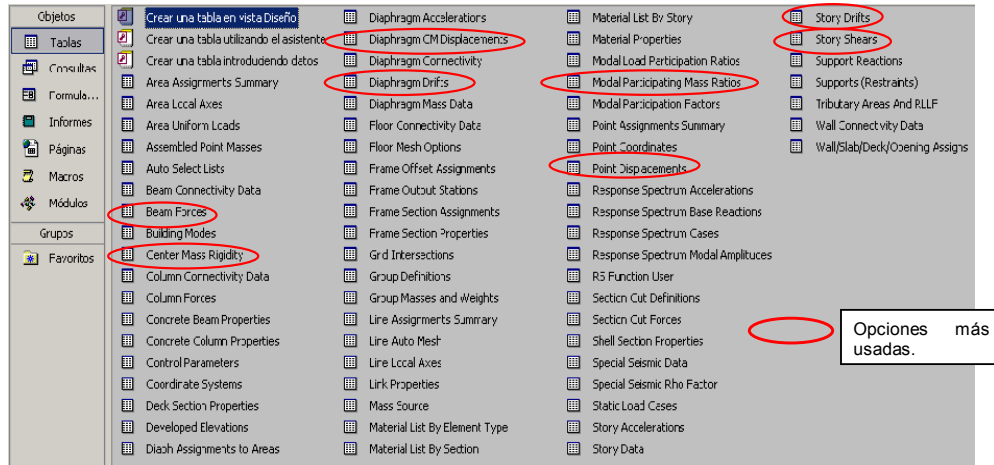 Objetos
Tablas
Consultas
Formula...
Informes
Páginas
Macros
Módulos
Grupos
Favoritos
Crear una tabla en vista Diseño
Crear una tabla utilizando el asistente
Crear una tabla introduciendo datos
Area Assignments Summary
Area Local Axes
Area Uniform Loads
Assembled Point Masses
Auto Select Lists
Beam Connectivity Data
Beam Forces
Building Modes
Center Mass Rigidity
Column Connectivity Data
Column Forces
Concrete Beam Properties
Concrete Column Properties
Control Parameters
Coordinate Systems
Deck Section Properties
Developed Elevations
Diaph Assignments to Areas
Diaphragm Accelerations
Diaphragm CM Displacements
Diaphragm Connectivity
Diaphragm Drifts
Diaphragm Mass Data
Floor Connectivity Data
Floor Mesh Options
Frame Offset Assignments
Frame Output Stations
Frame Section Assignments
Frame Section Properties
Grid Intersections
Group Definitions
Group Masses and Weights
Line Assignments Summary
Line Auto Mesh
Line Local Axes
Link Properties
Mass Source
Material List By Element Type
Material List By Section
Material List By Story
Material Properties
Modal Load Participation Ratios
Modal Participating Mass Ratios
Modal Participation Factors
Point Assignments Summary
Point Coordinates
Point Displacements
Response Spectrum Accelerations
Response Spectrum Base Reactions
Response Spectrum Cases
Response Spectrum Modal Amplitudes
RS Function User
Section Cut Definitions
Section Cut Forces
Shell Section Properties
Special Seismic Data
Special Seismic Rho Factor
Static Load Cases
Story Accelerations
Story Data
Story Drifts
Story Shears
Support Reactions
Supports (Restraints)
Tributary Areas And RLLF
Wall Connectivity Data
Wall/Slab/Deck/Opening Assigns
Opciones más
usadas.